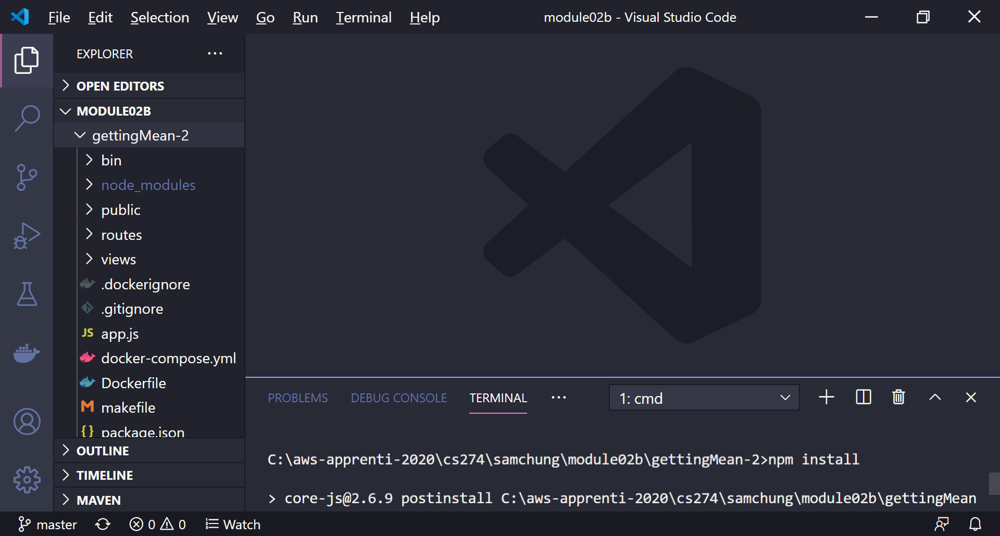 File Edit Selection View Go Run Terminal Help module02b - Visual Studio Code
EXPLORER
OPEN EDITORS
MODULE02B
gettingMean-2
bin
node_modules
public
routes
views
.dockerignore
.gitignore
JS app.js
docker-compose.yml
Dockerfile
M makefile
{} package.json
OUTLINE
TIMELINE
MAVEN
PROBLEMS DEBUG CONSOLE TERMINAL ··· 1: cmd
C:\aws-apprenti-2020\cs274\samchung\module02b\gettingMean-2>npm install
> core-js@2.6.9 postinstall C:\aws-apprenti-2020\cs274\samchung\module02b\gettingMean
master 0 0 Watch